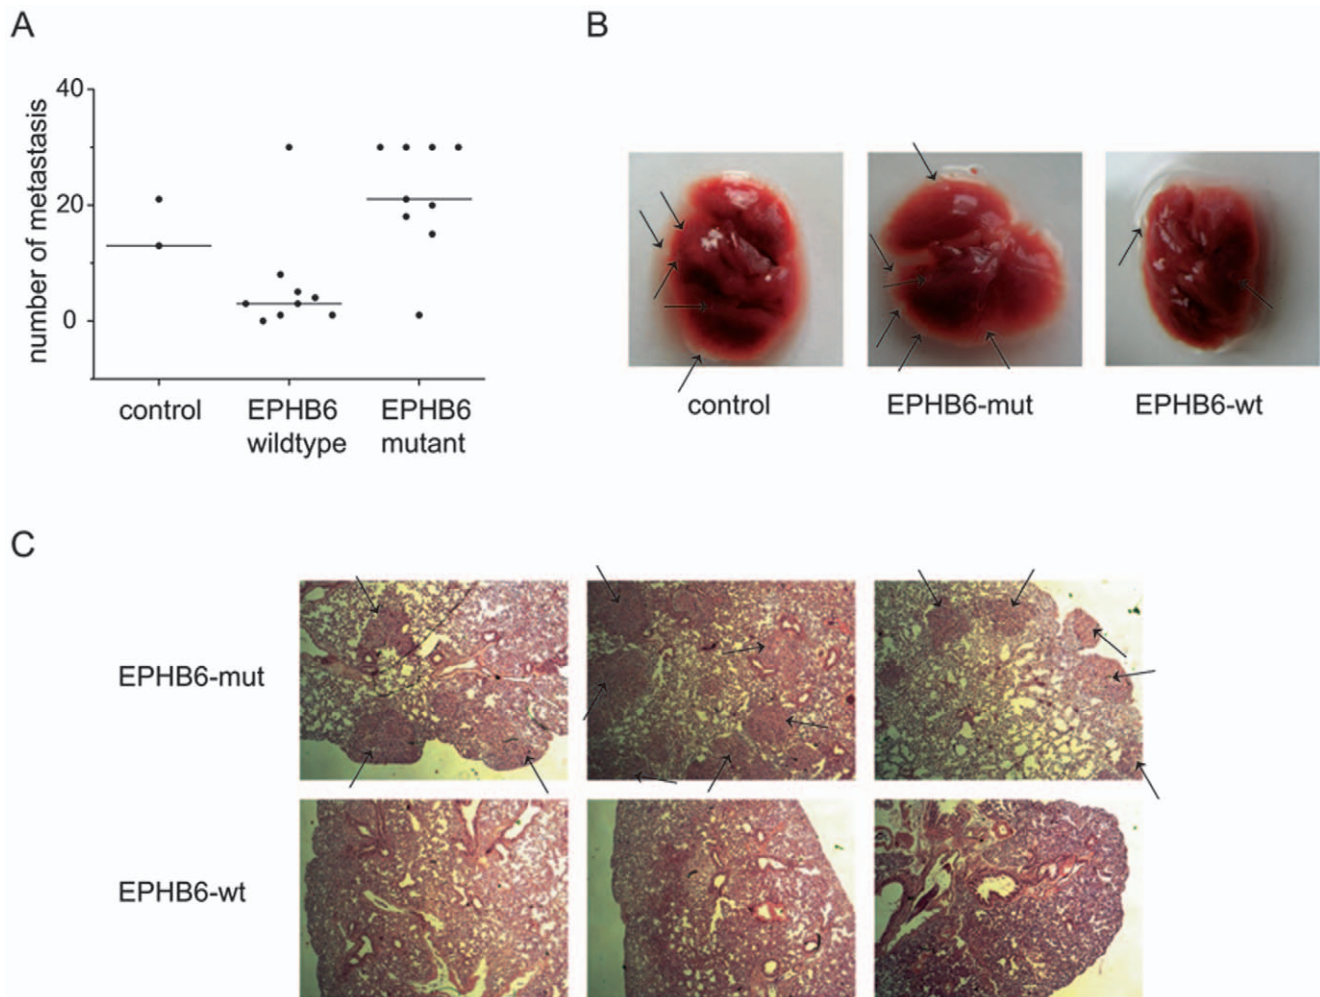 A
B
number of metastasis
40
20
0
control
EPHB6
wildtype
EPHB6
mutant
control
EPHB6-mut
EPHB6-wt
C
EPHB6-mut
EPHB6-wt